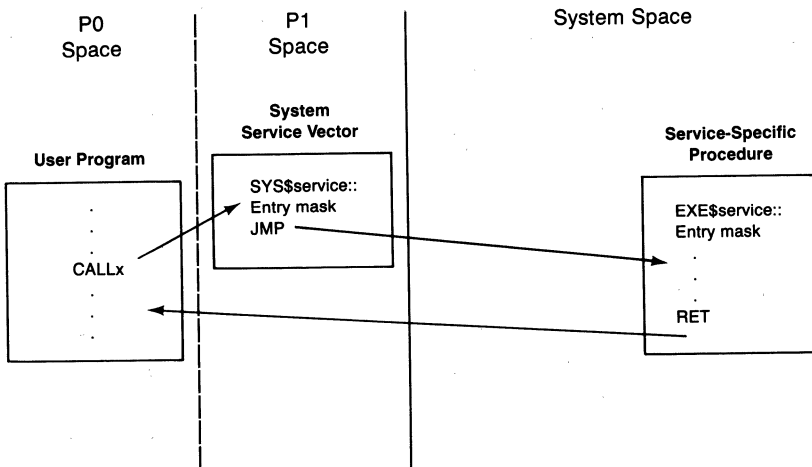 P0
Space
P1
Space
System Space
User Program
.
.
.
CALLx
.
.
.
System
Service Vector
SYS$service::
Entry mask
JMP
Service-Specific
Procedure
EXE$service::
Entry mask
.
.
.
RET